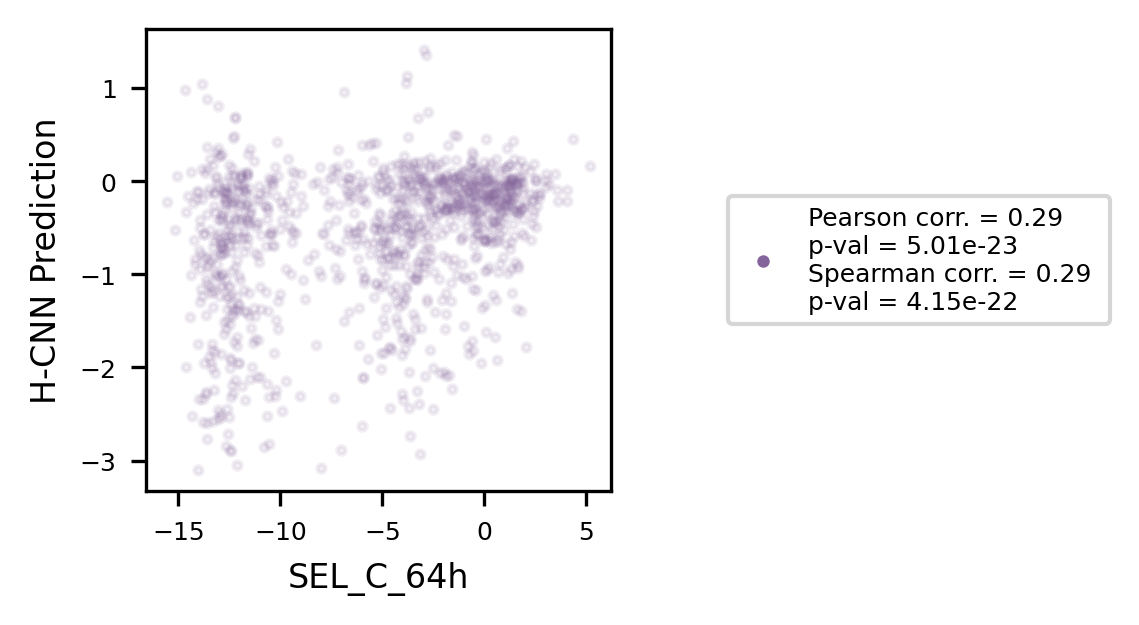 H-CNN Prediction
1
0
−1
−2
−3
−15
−10
−5
0
5
SEL_C_64h
Pearson corr. = 0.29
p-val = 5.01e-23
Spearman corr. = 0.29
p-val = 4.15e-22